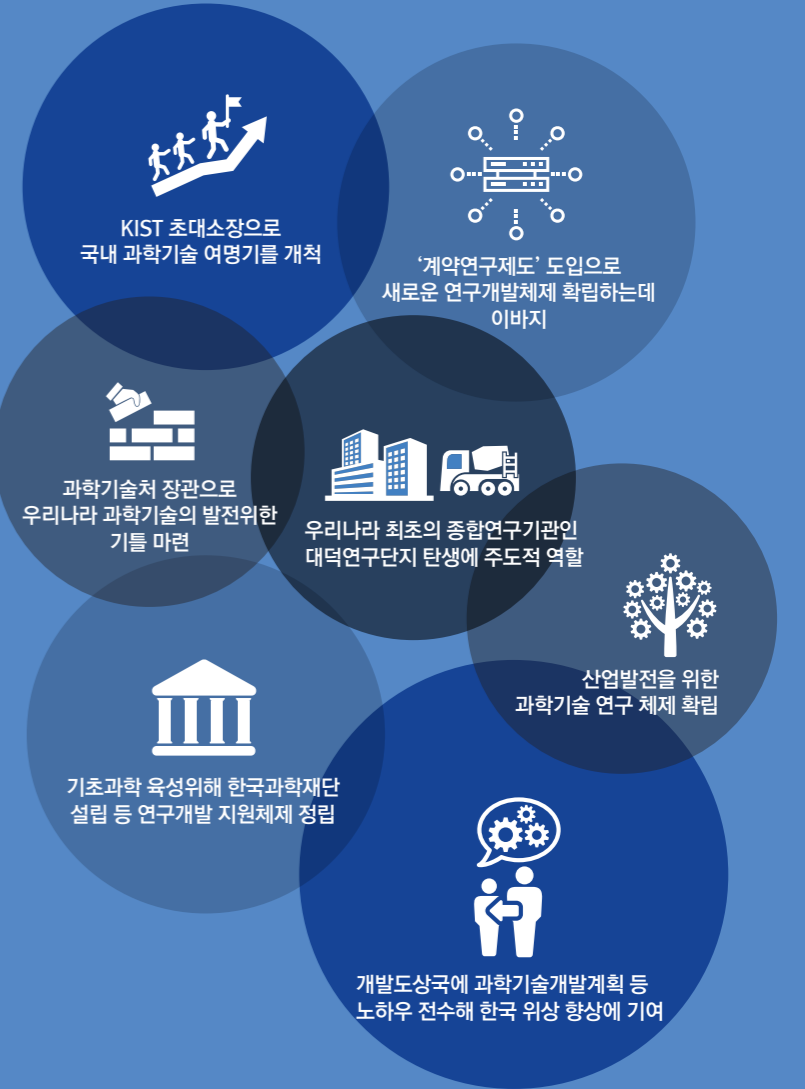 KIST 초대소장으로
국내 과학기술 여명기를 개척
‘계약연구제도’ 도입으로
새로운 연구개발체제 확립하는데
이바지
과학기술처 장관으로
우리나라 과학기술의 발전위한
기틀 마련
우리나라 최초의 종합연구기관인
대덕연구단지 탄생에 주도적 역할
산업발전을 위한
과학기술 연구 체제 확립
기초과학 육성위해 한국과학재단
설립 등 연구개발 지원체제 정립
개발도상국에 과학기술개발계획 등
노하우 전수해 한국 위상 향상에 기여